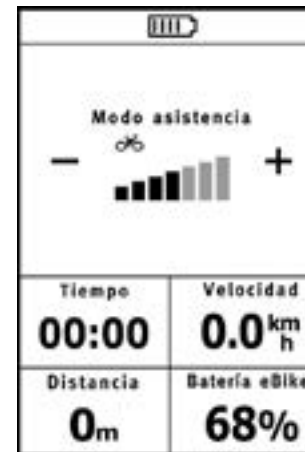 Modo asistencia
− +
Tiempo Velocidad
00:00 0.0 km/h
Distancia Batería eBike
0m 68%